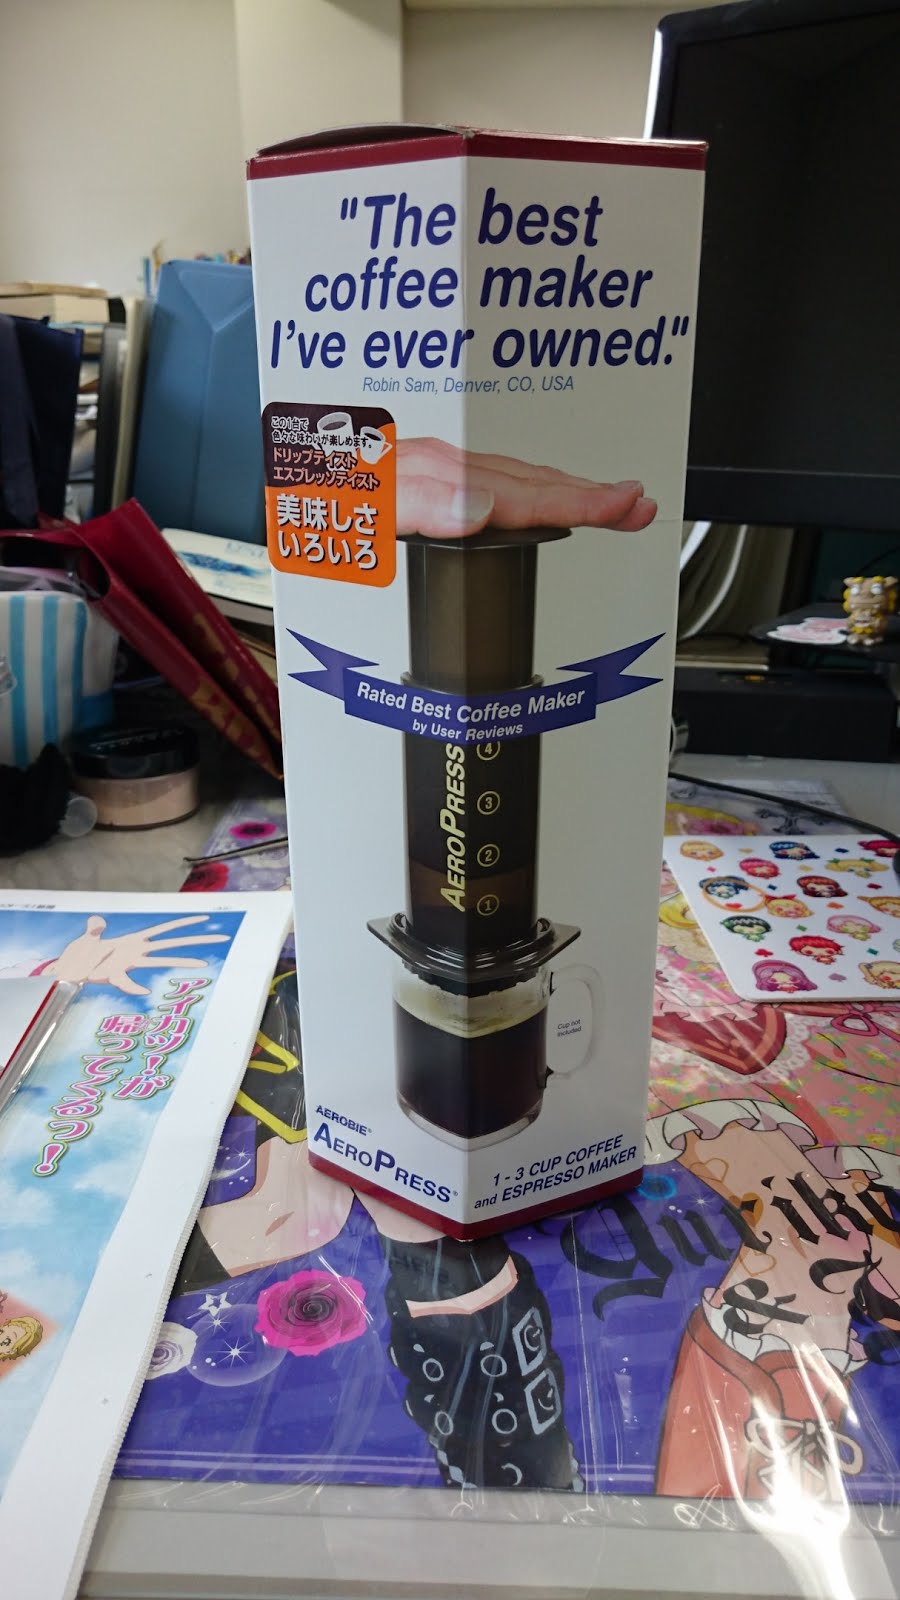 "The best
coffee maker
I've ever owned."
Robin Sam, Denver, CO, USA
この1台で
色々な味わいが楽しめます。
ドリップテイスト
エスプレッソテイスト
美味しさ
いろいろ
Rated Best Coffee Maker
by User Reviews
AEROPRESS
4
3
2
1
Cup not
included
AEROBIE®
AEROPRESS®
1 - 3 CUP COFFEE
and ESPRESSO MAKER
アイカツ!が
帰ってくるっ!